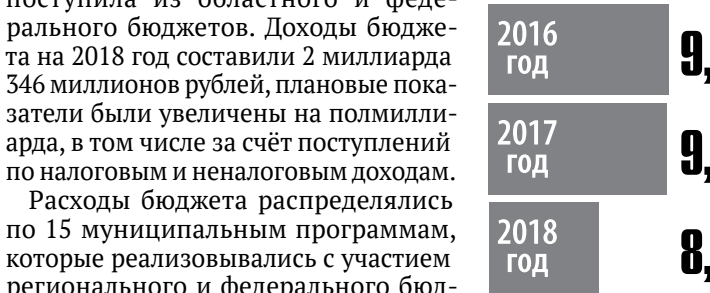 поступила из областного и феде-
рального бюджетов. Доходы бюдже-
та на 2018 год составили 2 миллиарда
346 миллионов рублей, плановые пока-
затели были увеличены на полмилли-
арда, в том числе за счёт поступлений
по налоговым и неналоговым доходам.
Расходы бюджета распределялись
по 15 муниципальным программам,
которые реализовывались с участием
регионального и федерального бюд-
2016
год
9,
2017
год
9,
2018
год
8,